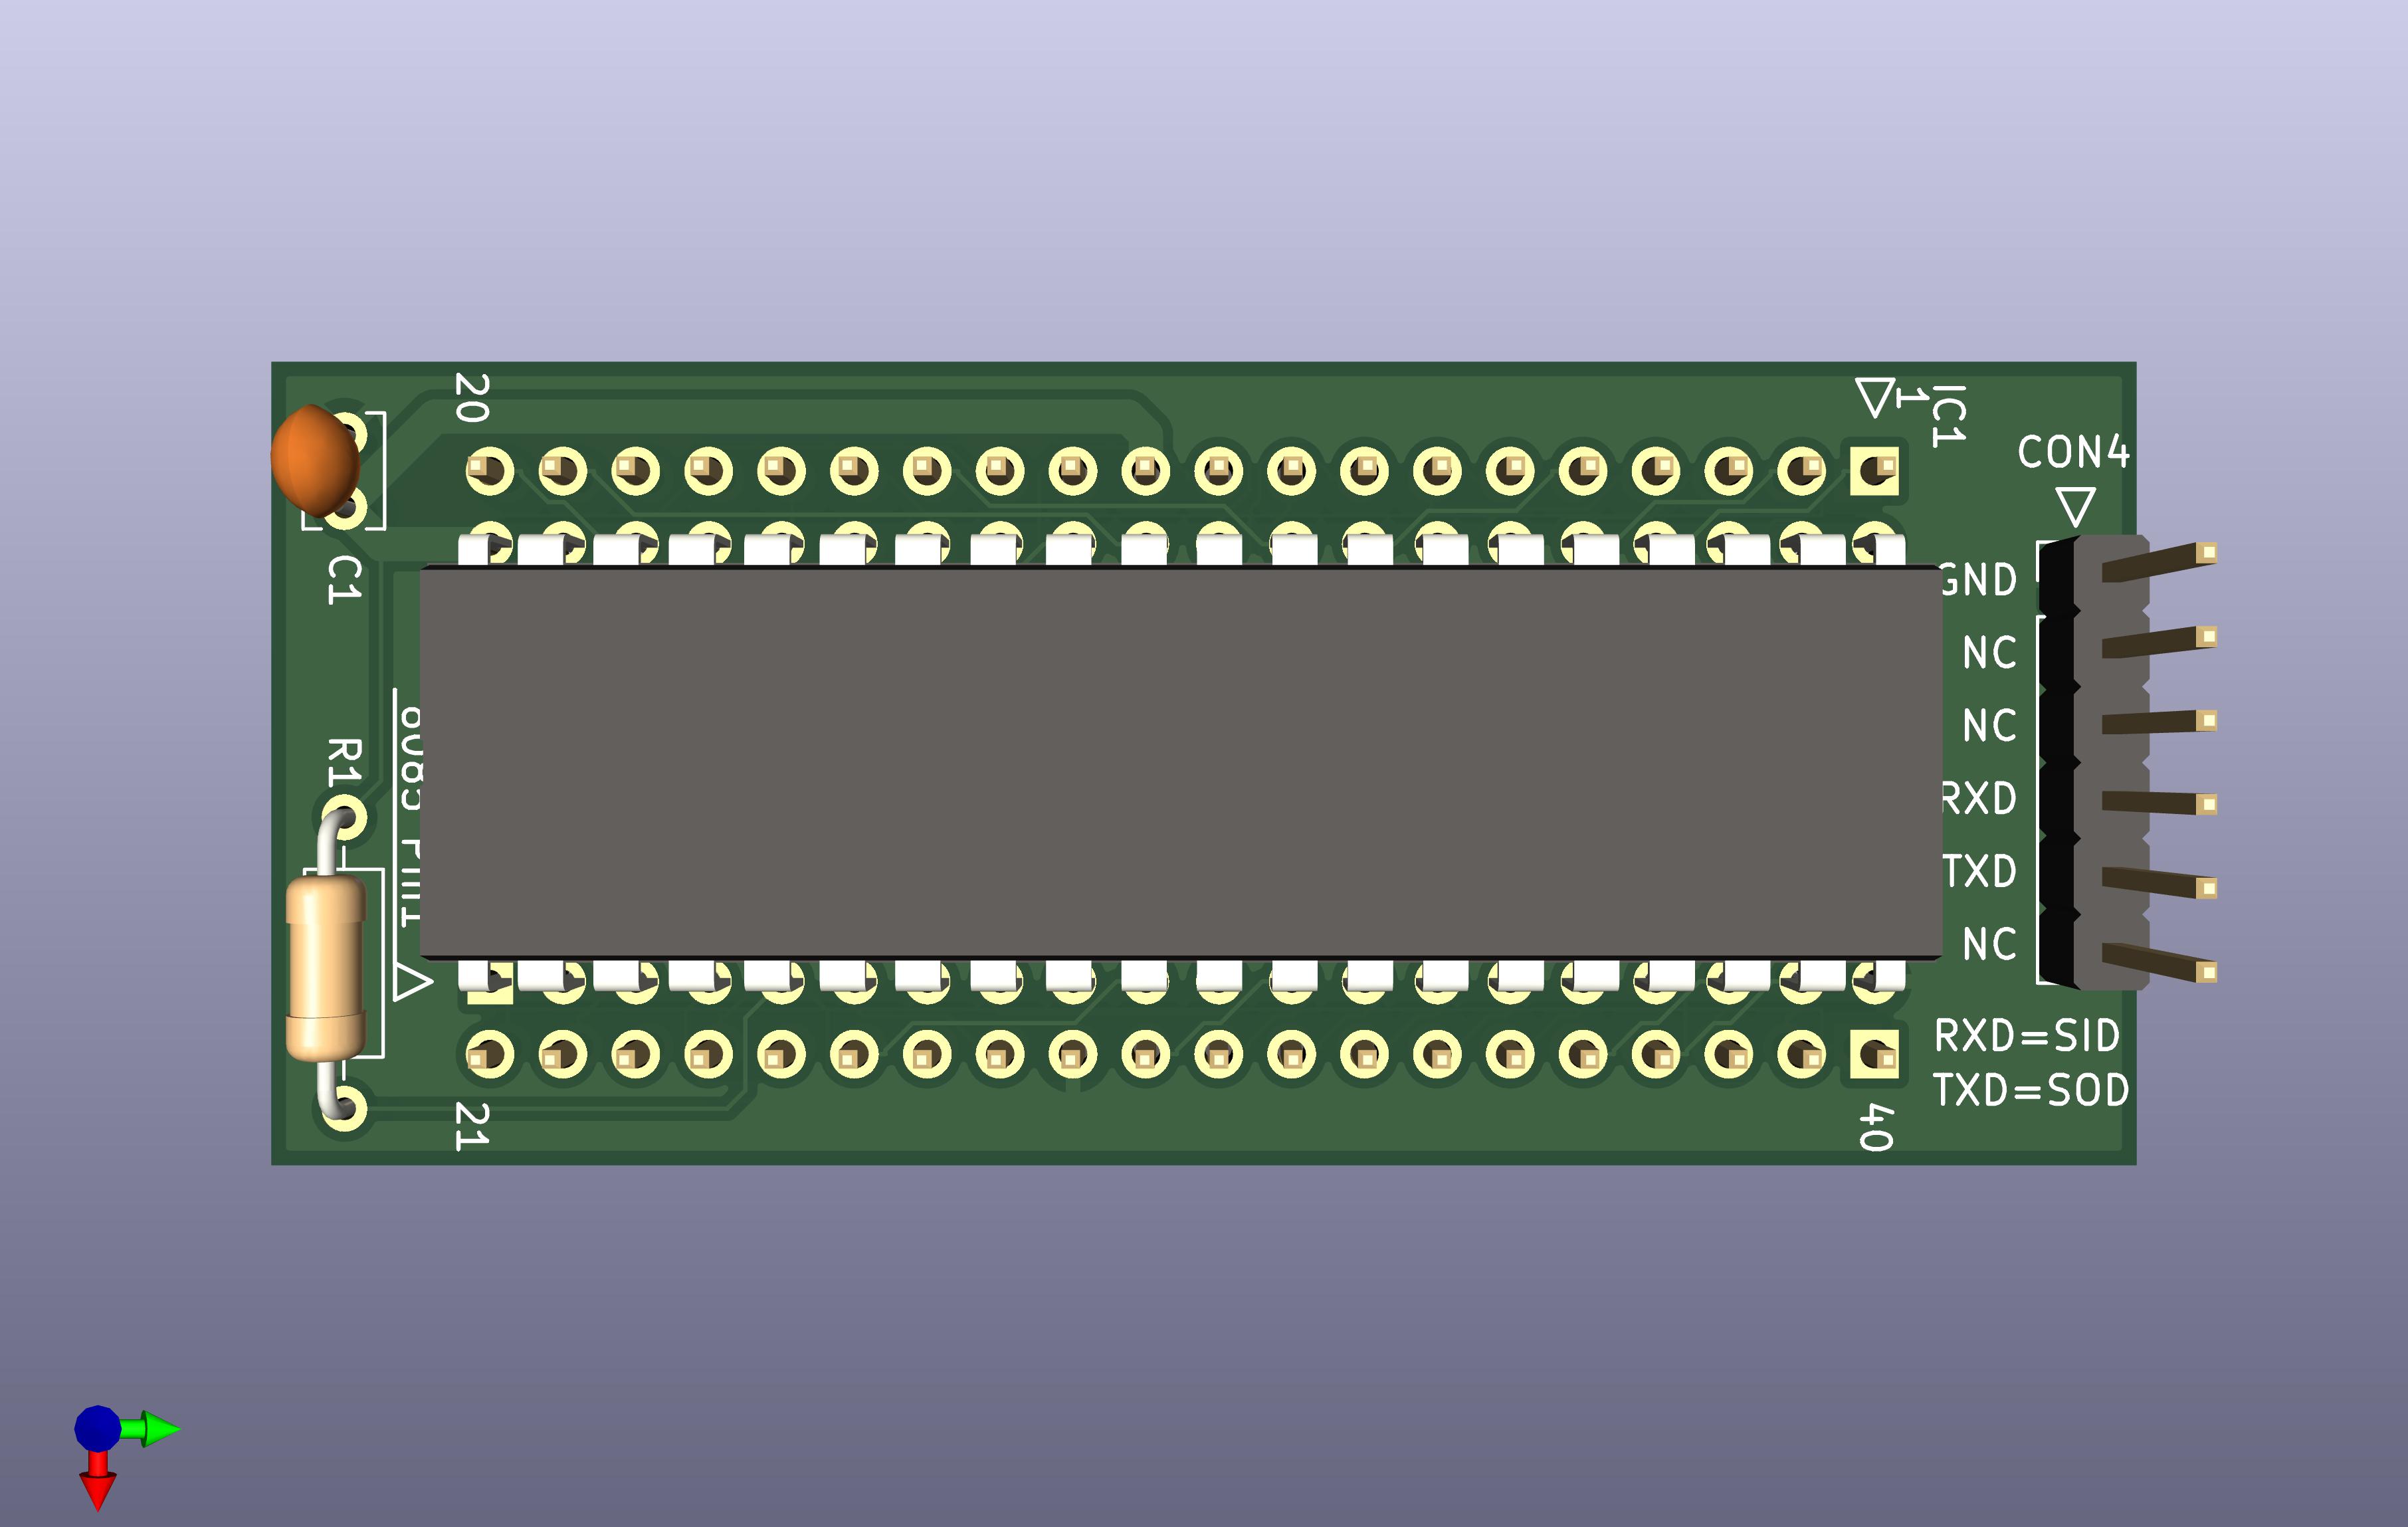 20
1
IC1
CON4
C1
GND
NC
NC
RXD
TXD
NC
R1
RXD=SID
TXD=SOD
21
40